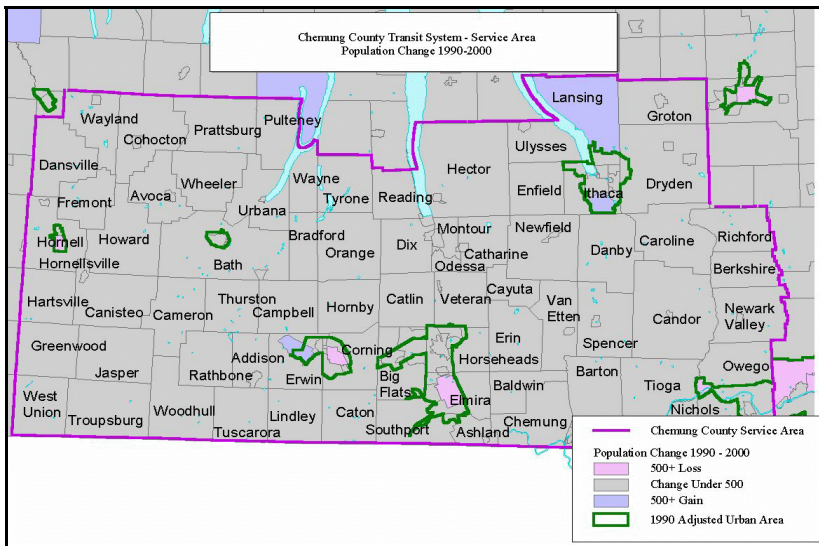 Chemung County Transit System - Service Area
Population Change 1990-2000
Lansing
Groton
Wayland
Cohocton
Prattsburg
Pulteney
Ulysses
Dansville
Hector
Avoca
Wheeler
Wayne
Tyrone
Reading
Enfield
Ithaca
Dryden
Fremont
Urbana
Hornell
Howard
Bradford
Montour
Newfield
Richford
Hornellsville
Bath
Orange
Dix
Catharine
Odessa
Danby
Caroline
Berkshire
Hartsville
Canisteo
Cameron
Thurston
Campbell
Hornby
Catlin
Veteran
Cayuta
Van
Etten
Candor
Newark
Valley
Greenwood
Jasper
Rathbone
Addison
Erwin
Corning
Big
Flats
Horseheads
Erin
Spencer
Barton
Tioga
Owego
West
Union
Troupsburg
Woodhull
Tuscarora
Lindley
Caton
Southport
Elmira
Ashland
Baldwin
Chemung
Nichols
Chemung County Service Area
Population Change 1990 - 2000
500+ Loss
Change Under 500
500+ Gain
1990 Adjusted Urban Area